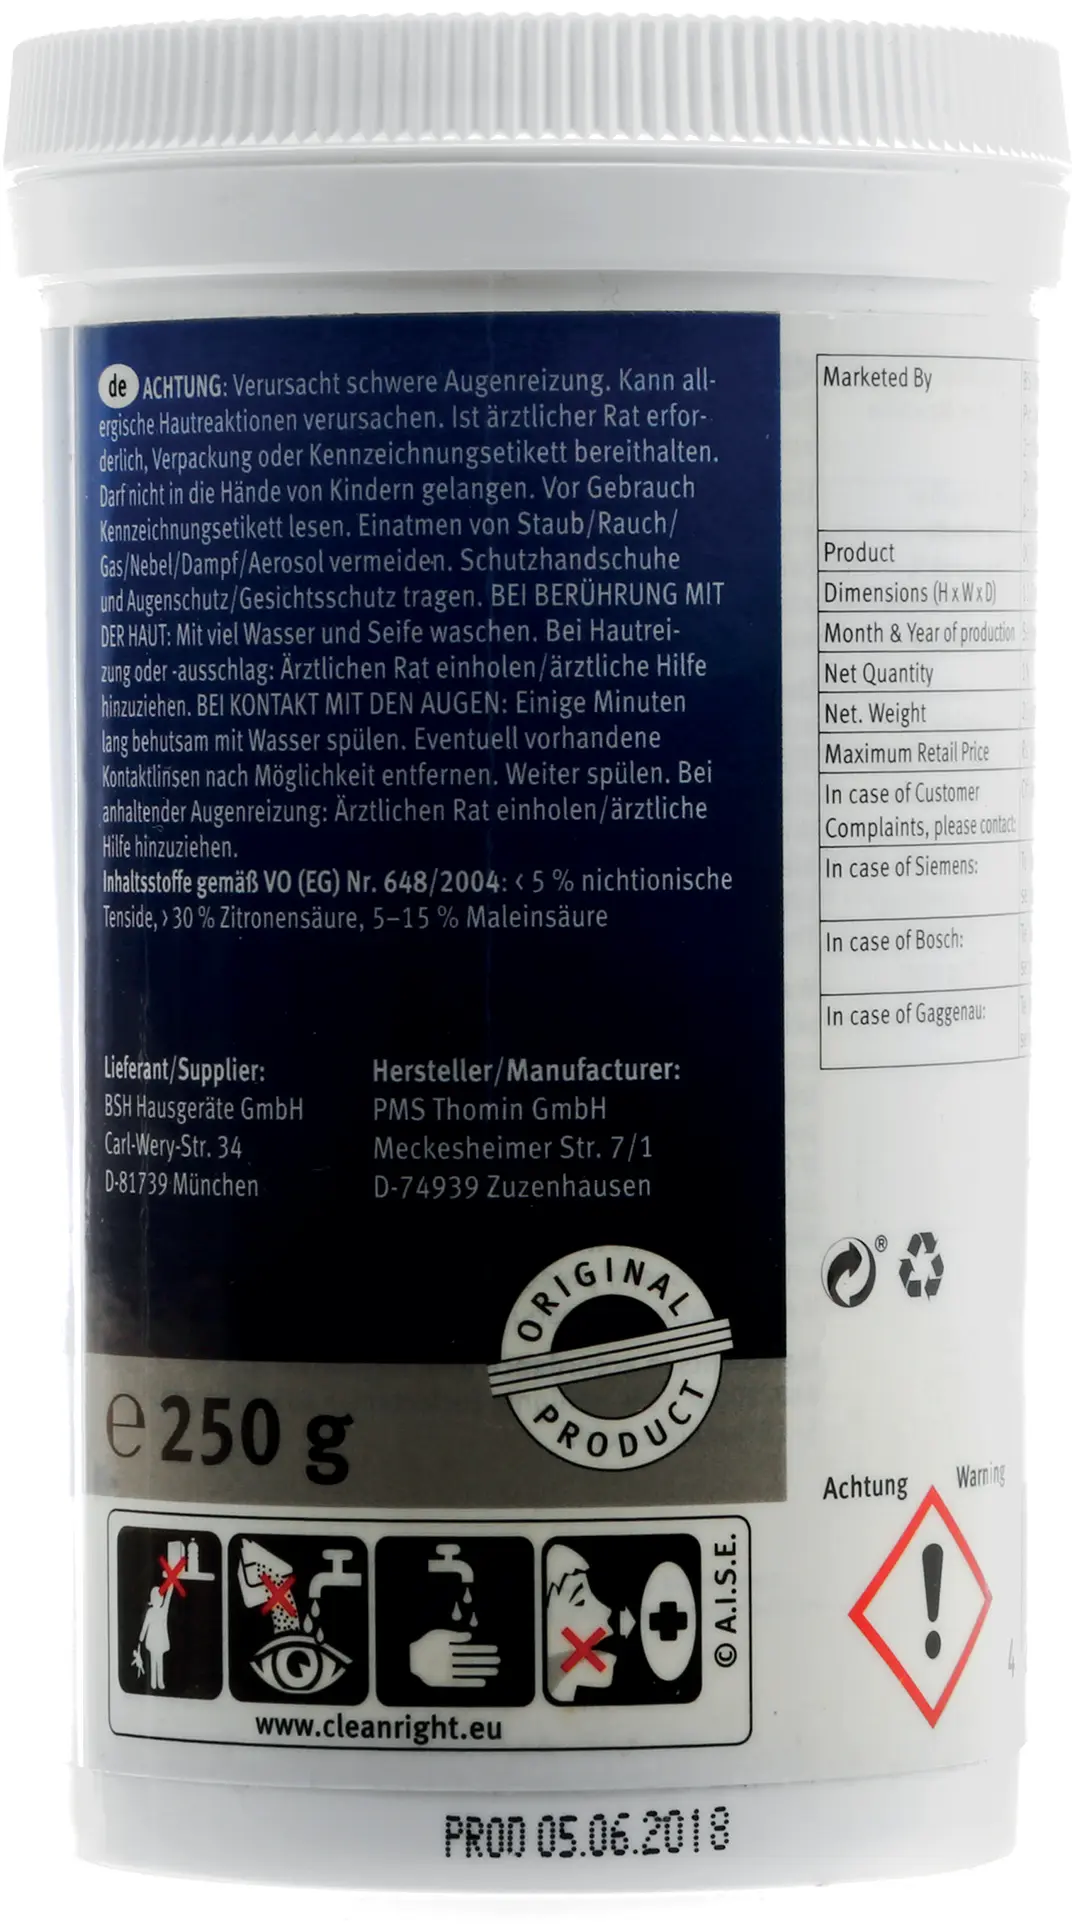 de ACHTUNG: Verursacht schwere Augenreizung. Kann all-
ergische Hautreaktionen verursachen. Ist ärztlicher Rat erfor-
derlich, Verpackung oder Kennzeichnungsetikett bereithalten.
Darf nicht in die Hände von Kindern gelangen. Vor Gebrauch
Kennzeichnungsetikett lesen. Einatmen von Staub/Rauch/
Gas/Nebel/Dampf/Aerosol vermeiden. Schutzhandschuhe
und Augenschutz/Gesichtsschutz tragen. BEI BERÜHRUNG MIT
DER HAUT: Mit viel Wasser und Seife waschen. Bei Hautrei-
zung oder -ausschlag: Ärztlichen Rat einholen/ärztliche Hilfe
hinzuziehen. BEI KONTAKT MIT DEN AUGEN: Einige Minuten
lang behutsam mit Wasser spülen. Eventuell vorhandene
Kontaktlinsen nach Möglichkeit entfernen. Weiter spülen. Bei
anhaltender Augenreizung: Ärztlichen Rat einholen/ärztliche
Hilfe hinzuziehen.
Inhaltsstoffe gemäß VO (EG) Nr. 648/2004: < 5 % nichtionische
Tenside, > 30 % Zitronensäure, 5–15 % Maleinsäure
Lieferant/Supplier:
BSH Hausgeräte GmbH
Carl-Wery-Str. 34
D-81739 München
Hersteller/Manufacturer:
PMS Thomin GmbH
Meckesheimer Str. 7/1
D-74939 Zuzenhausen
ORIGINAL
PRODUCT
e 250 g
© A.I.S.E.
www.cleanright.eu
PROD 05.06.2018
Marketed By
Product
Dimensions (H x W x D)
Month & Year of production
Net Quantity
Net. Weight
Maximum Retail Price
In case of Customer
Complaints, please contact:
In case of Siemens:
In case of Bosch:
In case of Gaggenau:
®
Achtung Warning
4